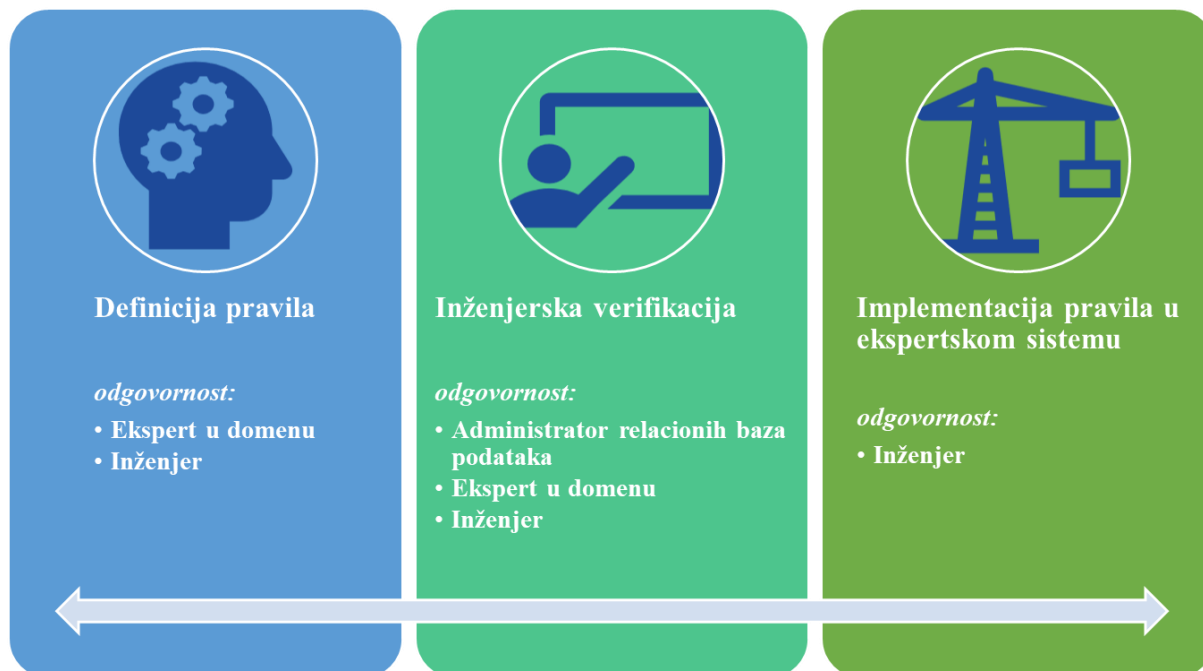 Definicija pravila
odgovornost:
• Ekspert u domenu
• Inženjer
Inženjerska verifikacija
odgovornost:
• Administrator relacionih baza
podataka
• Ekspert u domenu
• Inženjer
Implementacija pravila u
ekspertskom sistemu
odgovornost:
• Inženjer